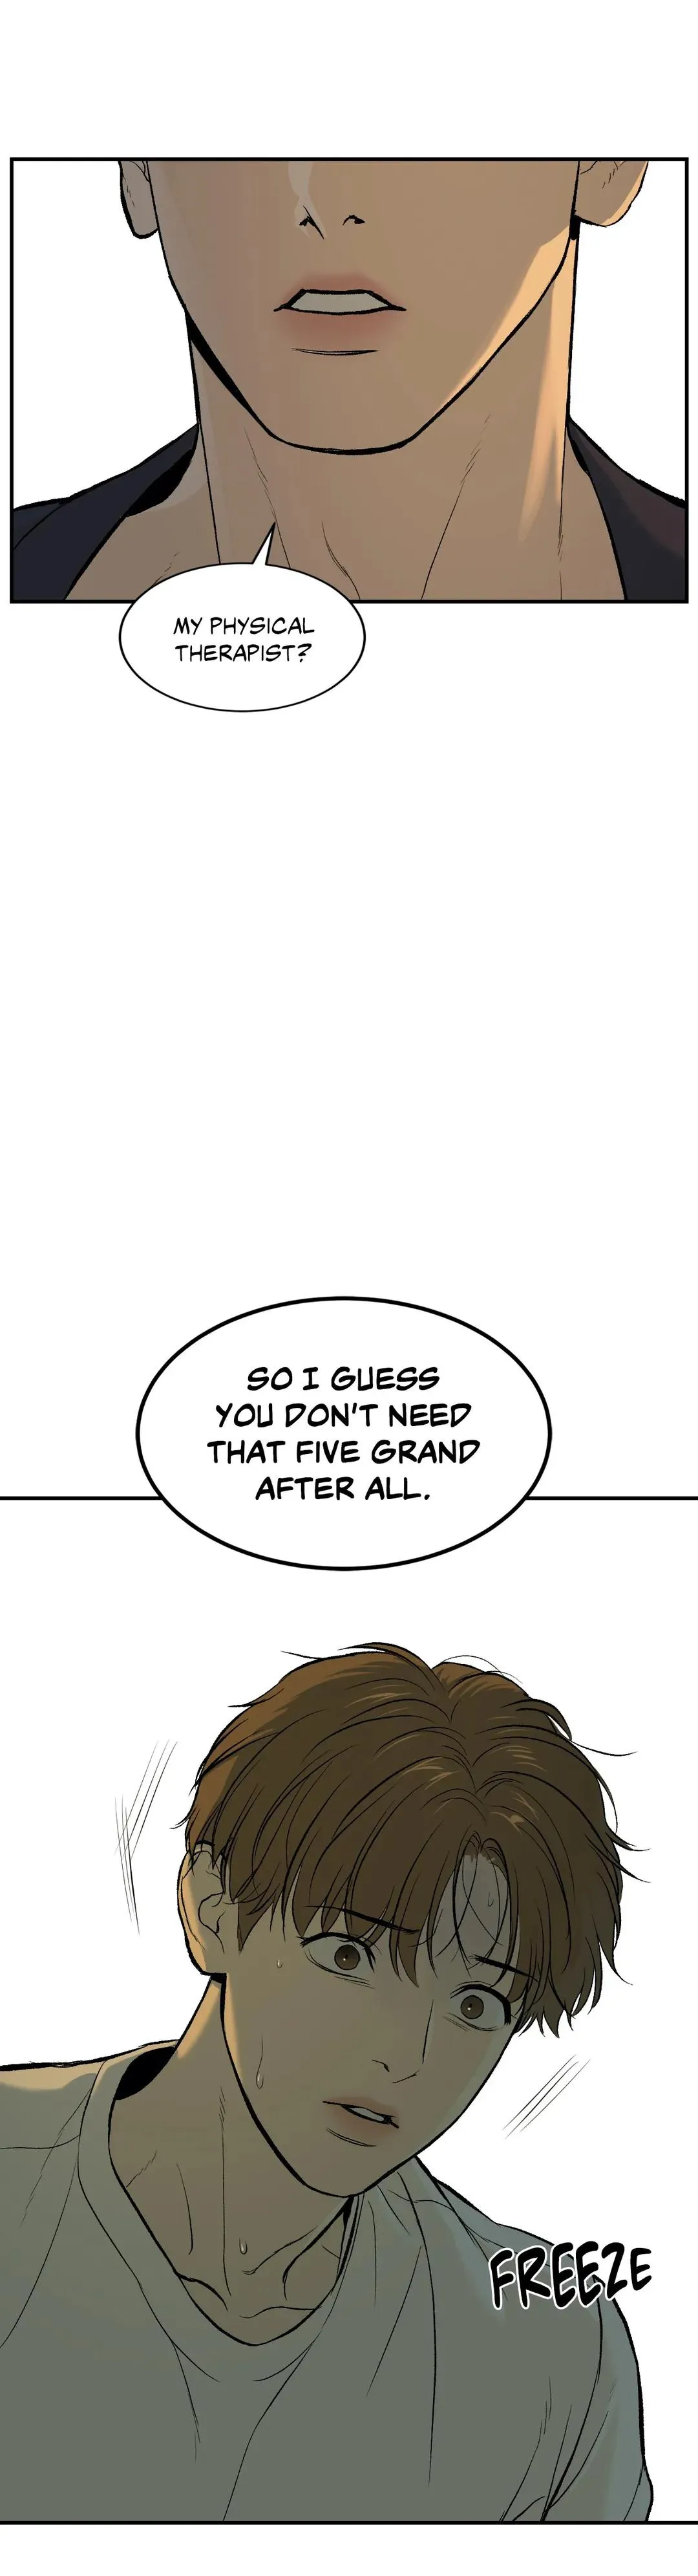 MY PHYSICAL
THERAPIST?
SO I GUESS
YOU DON'T NEED
THAT FIVE GRAND
AFTER ALL.
FREEZE